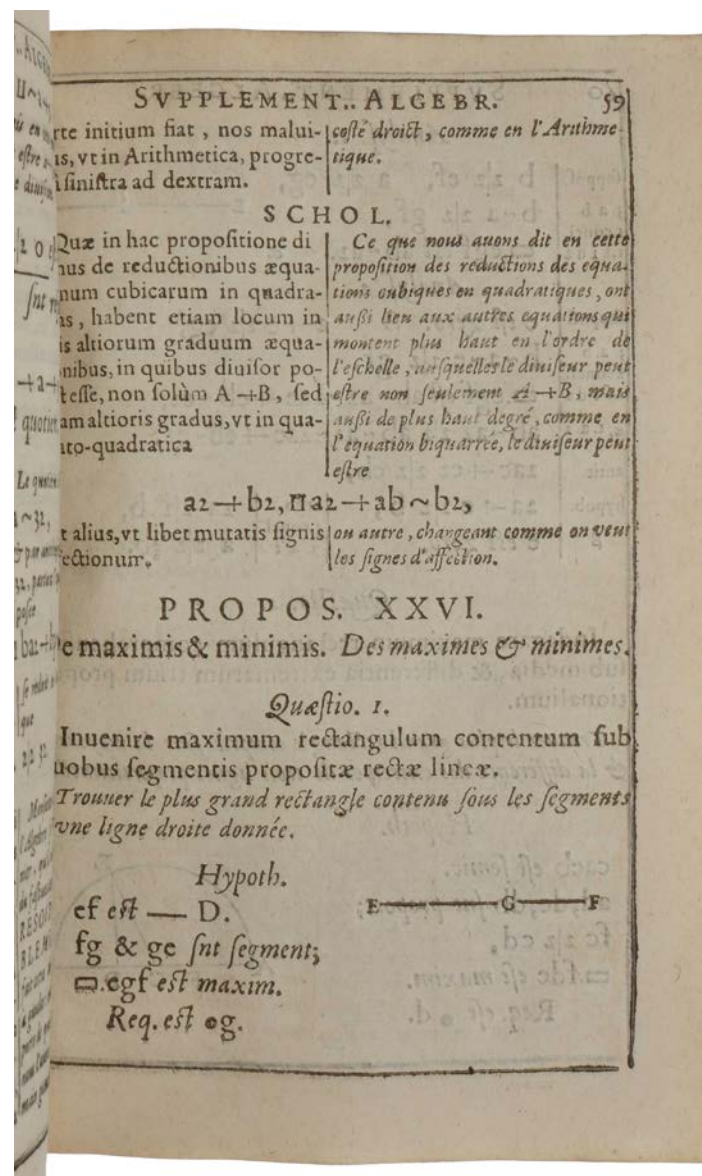 SVPPLEMENT.. ALGEBR. 59
rte initium fiat, nos malui-
is, vt in Arithmetica, progre-
i sinistra ad dextram.
costé droict, comme en l'Arithme-
tique.
SCHOL.
Quæ in hac propositione di
nus de reductionibus æqua-
num cubicarum in quadra-
as, habent etiam locum in
is altiorum graduum æqua-
nibus, in quibus diuisor po-
test esse, non solùm A -+B, sed
am altioris gradus, vt in qua-
ato-quadratica
Ce que nous auons dit en cette
proposition des reductions des equa-
tions cubiques en quadratiques, ont
aussi lieu aux autres equations qui
montent plus haut en l'ordre de
l'eschelle, ausquelles le diuiseur peut
estre non seulement A -+B, mais
aussi de plus haut degré, comme en
l'equation biquarrée, le diuiseur peut
estre
a2 -+ b2, Π a2 -+ ab ~ b2,
t alius, vt libet mutatis signis
ectionum.
ou autre, changeant comme on veut
les signes d'affection.
PROPOS. XXVI.
e maximis & minimis. Des maximes & minimes.
Quæstio. 1.
Inuenire maximum rectangulum contentum sub
uobus segmentis propositæ rectæ lineæ.
Trouuer le plus grand rectangle contenu sous les segments
vne ligne droite donnée.
Hypoth.
ef est — D.
E G F
fg & ge snt segment;
▭.egf est maxim.
Req. est •g.